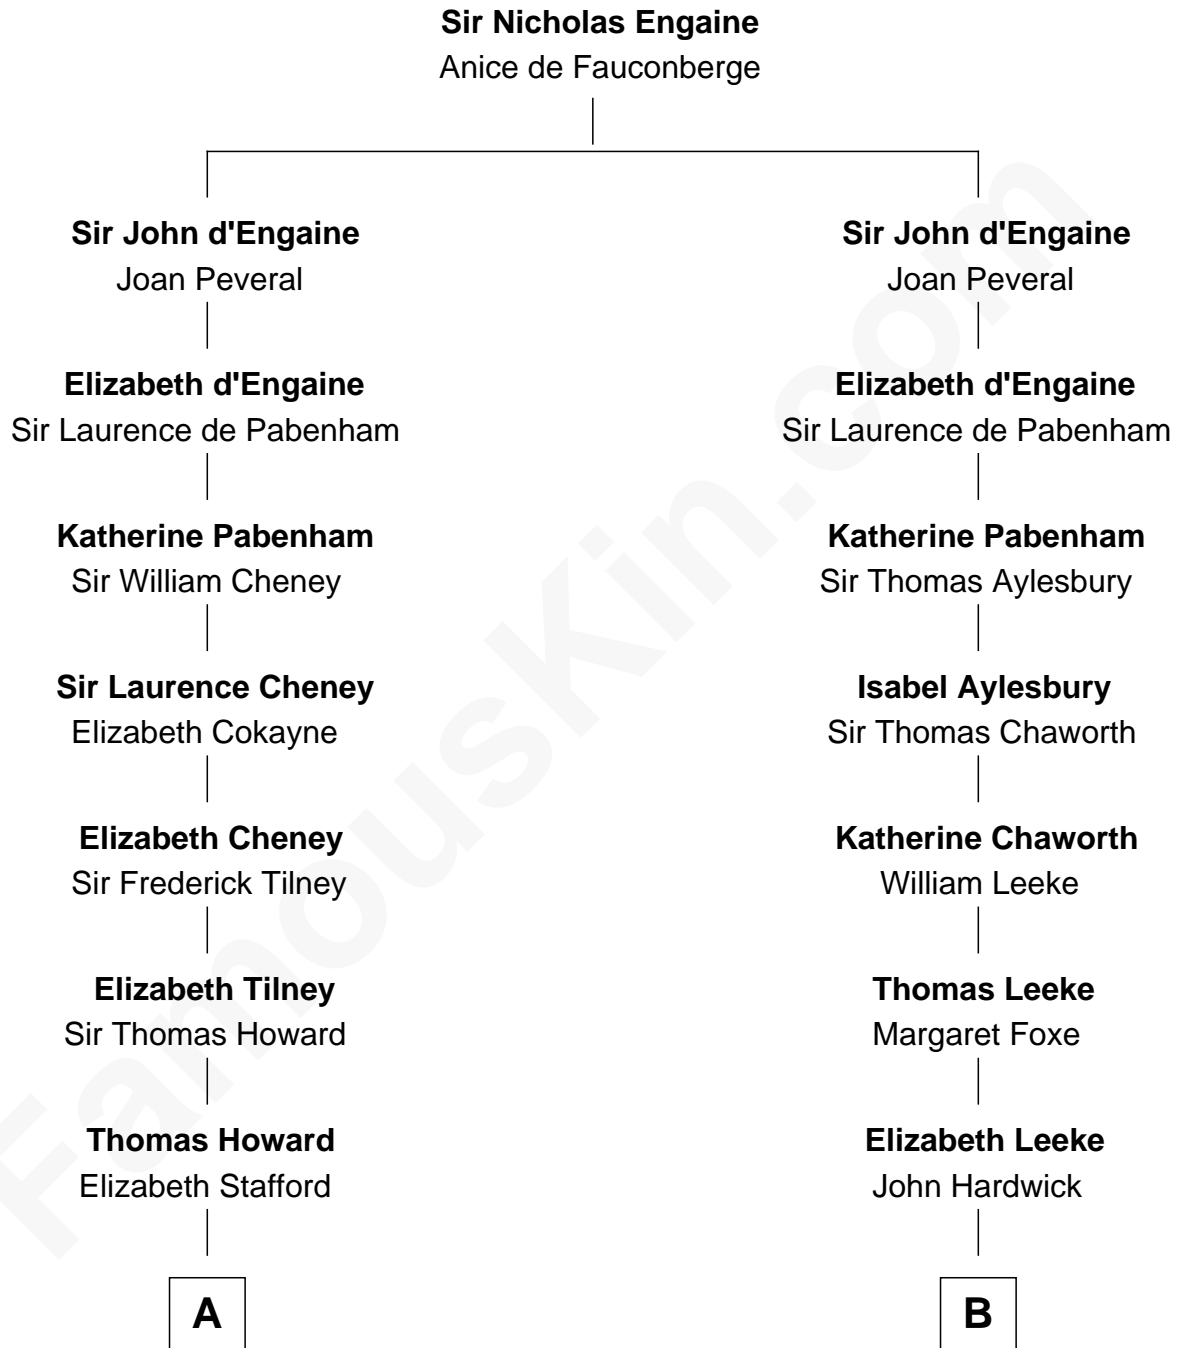 Sir Nicholas Engaine
Anice de Fauconberge
Sir John d'Engaine
Joan Peveral
Sir John d'Engaine
Joan Peveral
Elizabeth d'Engaine
Sir Laurence de Pabenham
Elizabeth d'Engaine
Sir Laurence de Pabenham
Katherine Pabenham
Sir William Cheney
Katherine Pabenham
Sir Thomas Aylesbury
Sir Laurence Cheney
Elizabeth Cokayne
Isabel Aylesbury
Sir Thomas Chaworth
Elizabeth Cheney
Sir Frederick Tilney
Katherine Chaworth
William Leeke
Elizabeth Tilney
Sir Thomas Howard
Thomas Leeke
Margaret Foxe
Thomas Howard
Elizabeth Stafford
Elizabeth Leeke
John Hardwick
A
B
FamousKin.com